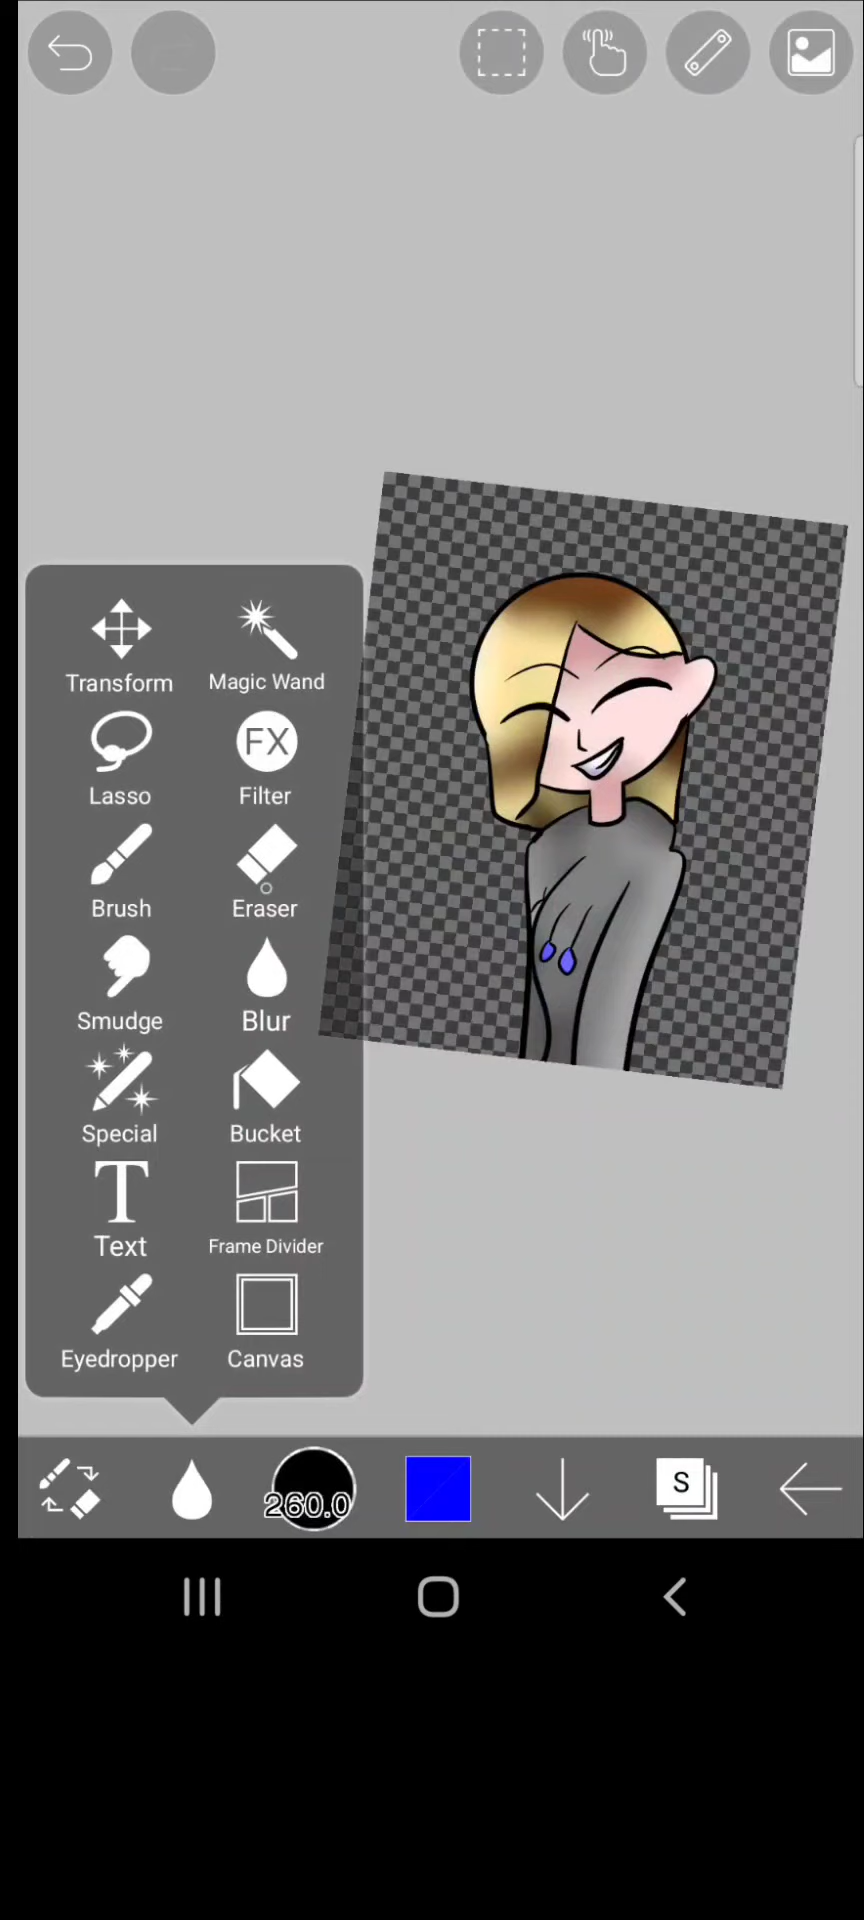 Transform
Magic Wand
FX
Lasso
Filter
Brush
Eraser
Smudge
Blur
Special
Bucket
T
Text
Frame Divider
Eyedropper
Canvas
260.0
S